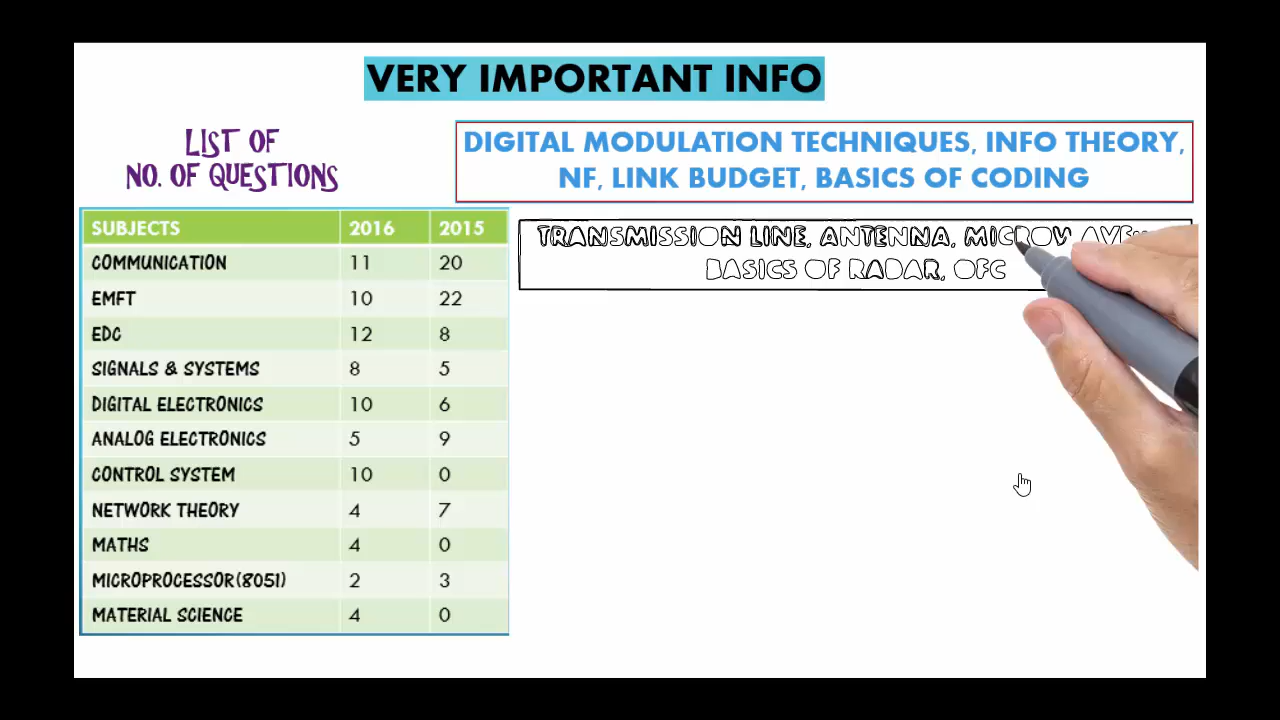 VERY IMPORTANT INFO
LIST OF
NO. OF QUESTIONS
DIGITAL MODULATION TECHNIQUES, INFO THEORY,
NF, LINK BUDGET, BASICS OF CODING
SUBJECTS 2016 2015
COMMUNICATION 11 20
EMFT 10 22
EDC 12 8
SIGNALS & SYSTEMS 8 5
DIGITAL ELECTRONICS 10 6
ANALOG ELECTRONICS 5 9
CONTROL SYSTEM 10 0
NETWORK THEORY 4 7
MATHS 4 0
MICROPROCESSOR(8051) 2 3
MATERIAL SCIENCE 4 0
TRANSMISSION LINE, ANTENNA,
BASICS OF RADAR, OFC